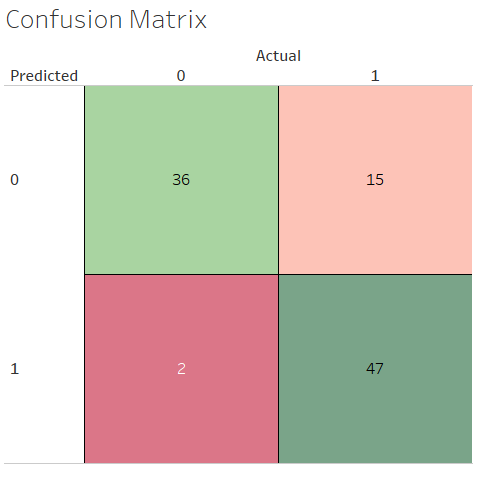 Confusion Matrix
Actual
Predicted 0 1
0 36 15
1 2 47